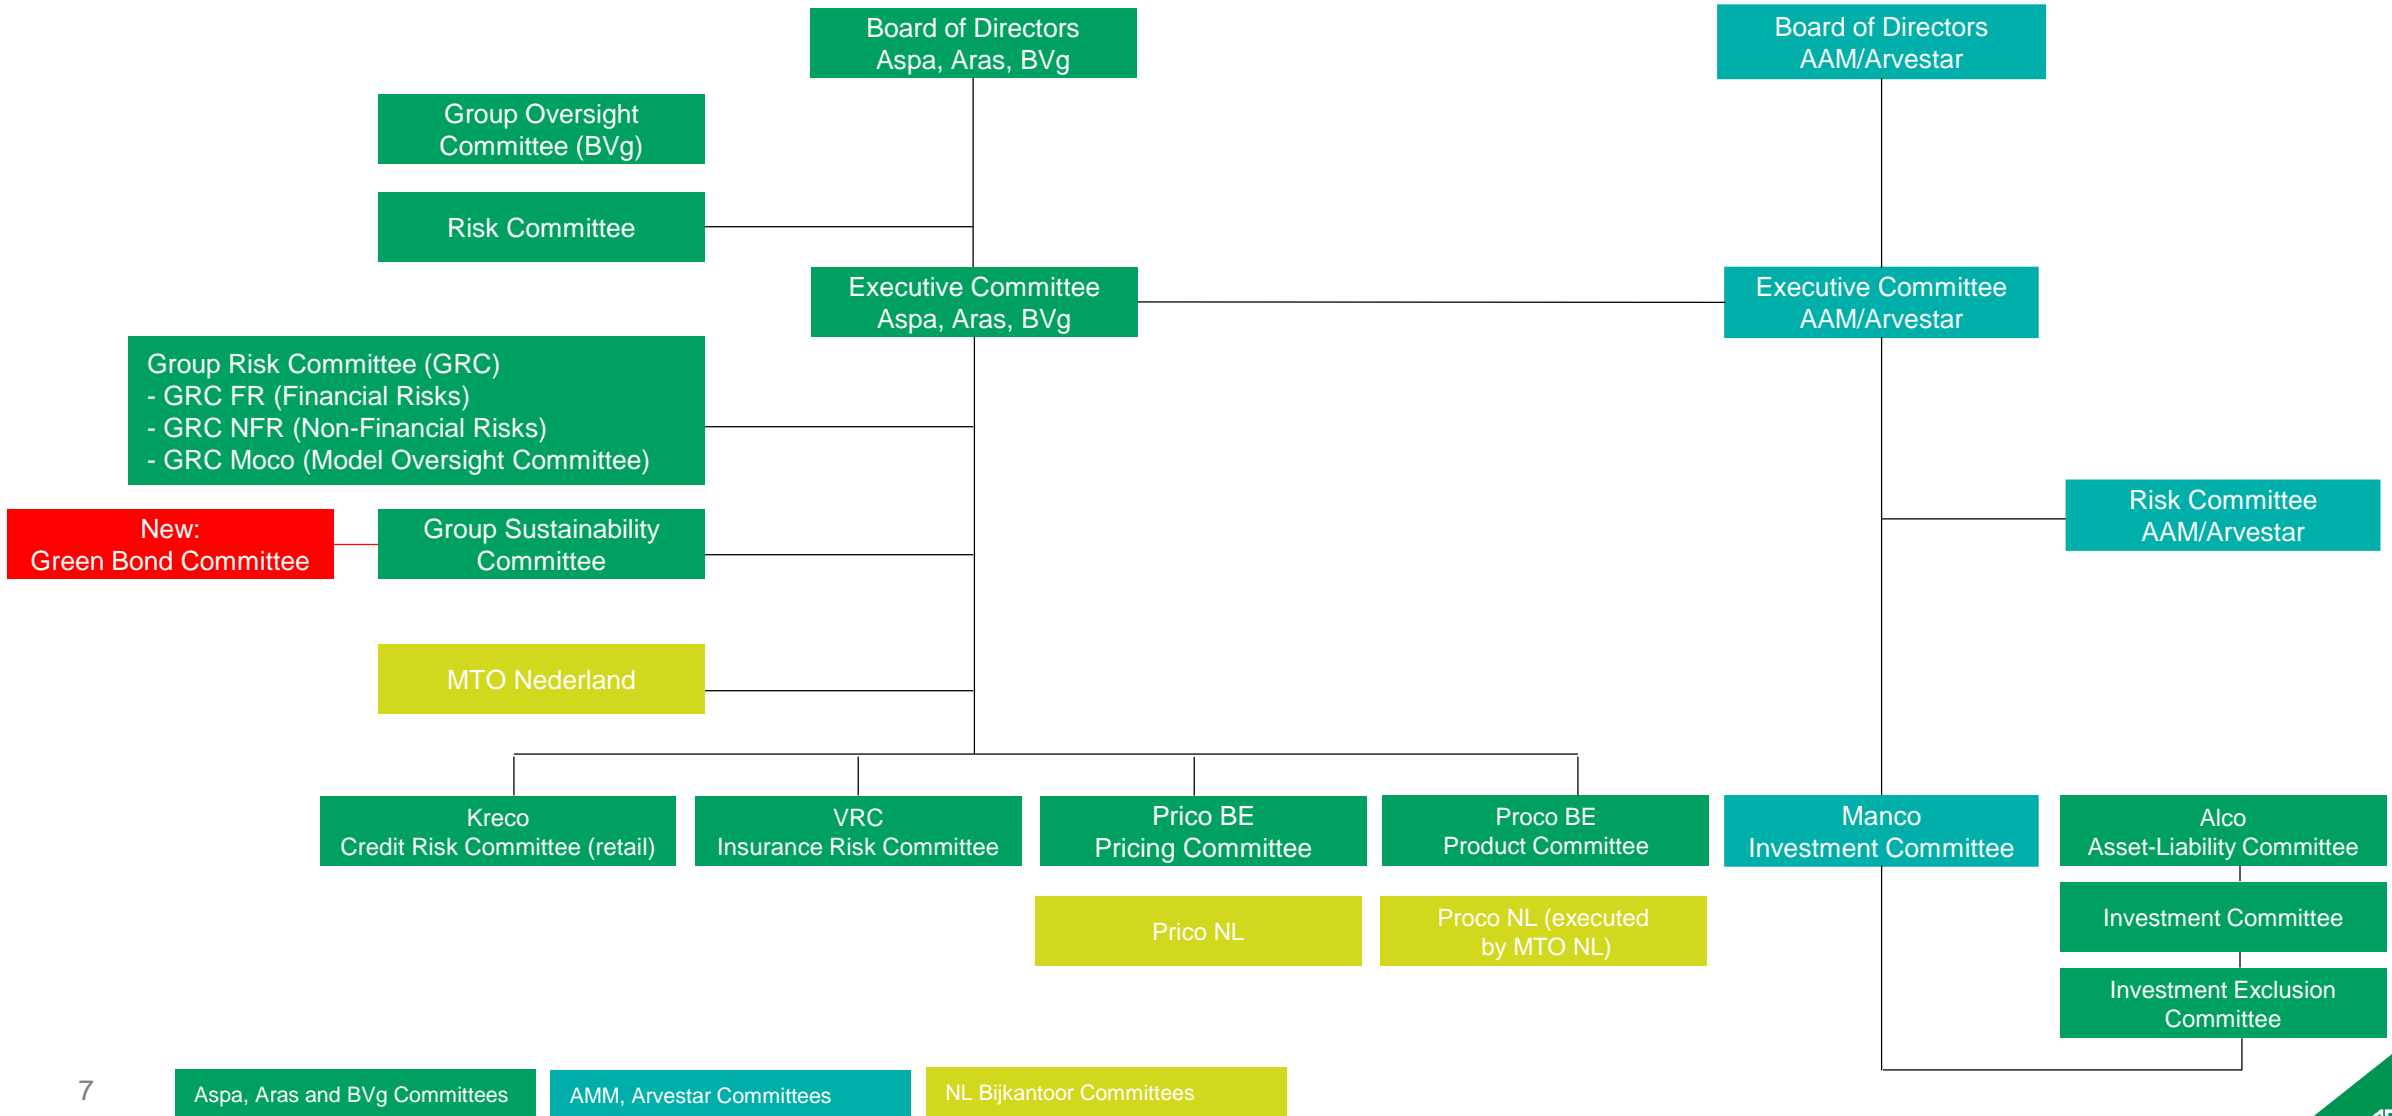 Board of Directors
Aspa, Aras, BVg
Board of Directors
AAM/Arvestar
Group Oversight
Committee (BVg)
Risk Committee
Executive Committee
Aspa, Aras, BVg
Executive Committee
AAM/Arvestar
Group Risk Committee (GRC)
- GRC FR (Financial Risks)
- GRC NFR (Non-Financial Risks)
- GRC Moco (Model Oversight Committee)
New:
Green Bond Committee
Group Sustainability
Committee
Risk Committee
AAM/Arvestar
MTO Nederland
Kreco
Credit Risk Committee (retail)
VRC
Insurance Risk Committee
Prico BE
Pricing Committee
Proco BE
Product Committee
Manco
Investment Committee
Alco
Asset-Liability Committee
Prico NL
Proco NL (executed
by MTO NL)
Investment Committee
Investment Exclusion
Committee
7
Aspa, Aras and BVg Committees
AMM, Arvestar Committees
NL Bijkantoor Committees